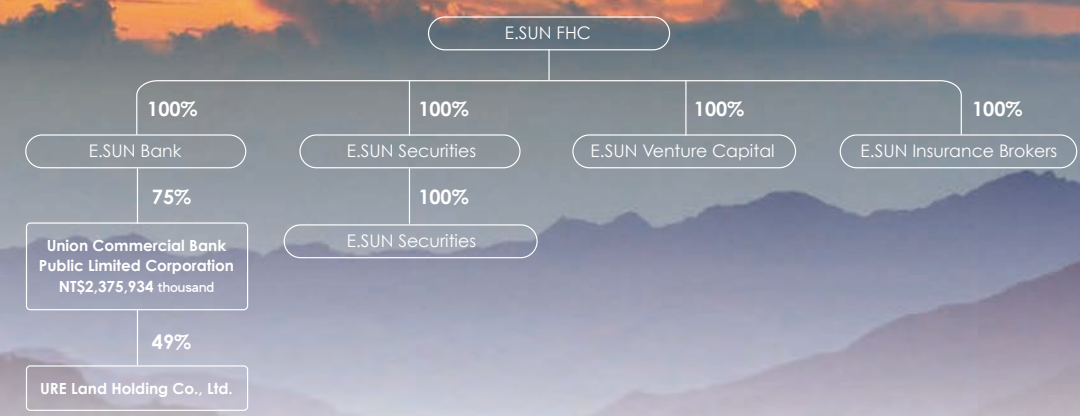 E.SUN FHC
100%
100%
100%
100%
E.SUN Bank
E.SUN Securities
E.SUN Venture Capital
E.SUN Insurance Brokers
75%
100%
Union Commercial Bank
Public Limited Corporation
NT$2,375,934 thousand
E.SUN Securities
49%
URE Land Holding Co., Ltd.